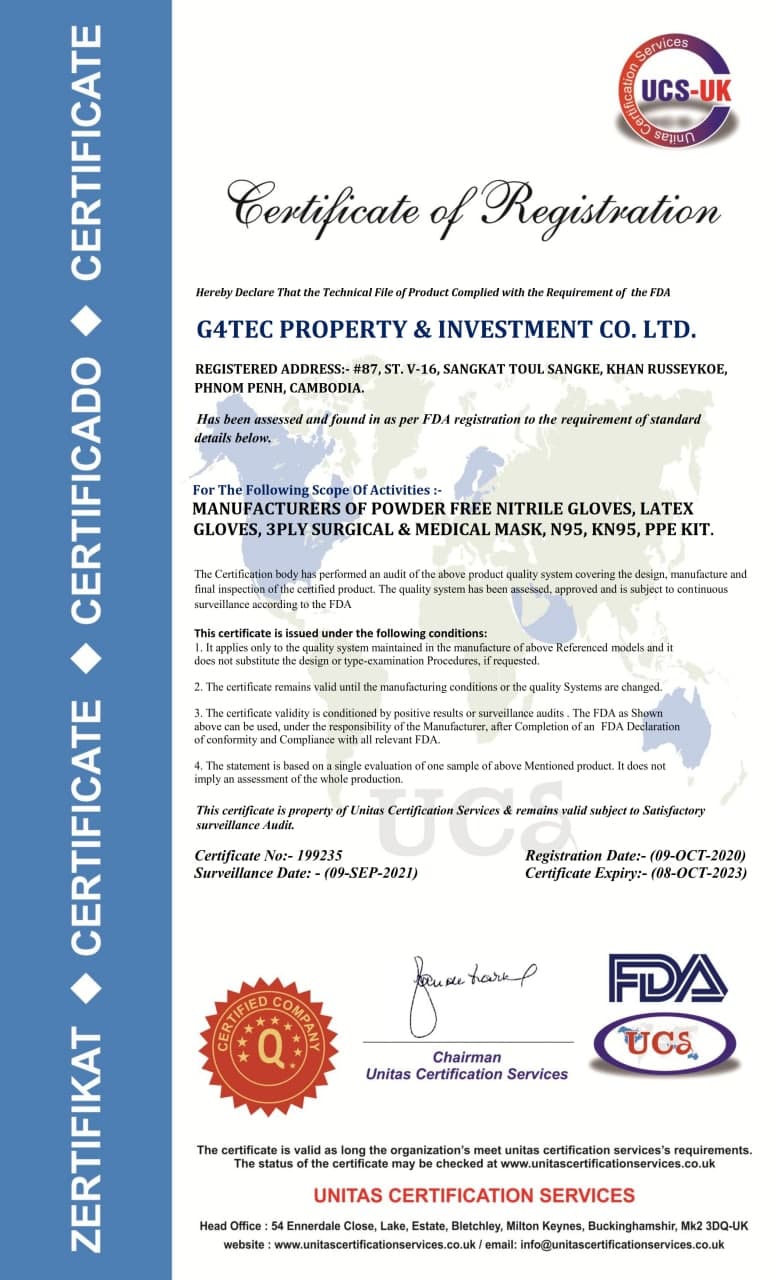 ZERTIFIKAT ◆ CERTIFICATE ◆ CERTIFICADO ◆ CERTIFICATE
Unitas Certification Services
UCS-UK
Certificate of Registration
Hereby Declare That the Technical File of Product Complied with the Requirement of the FDA
G4TEC PROPERTY & INVESTMENT CO. LTD.
REGISTERED ADDRESS:- #87, ST. V-16, SANGKAT TOUL SANGKE, KHAN RUSSEYKOE,
PHNOM PENH, CAMBODIA.
Has been assessed and found in as per FDA registration to the requirement of standard
details below.
For The Following Scope Of Activities :-
MANUFACTURERS OF POWDER FREE NITRILE GLOVES, LATEX
GLOVES, 3PLY SURGICAL & MEDICAL MASK, N95, KN95, PPE KIT.
The Certification body has performed an audit of the above product quality system covering the design, manufacture and
final inspection of the certified product. The quality system has been assessed, approved and is subject to continuous
surveillance according to the FDA
This certificate is issued under the following conditions:
1. It applies only to the quality system maintained in the manufacture of above Referenced models and it
does not substitute the design or type-examination Procedures, if requested.
2. The certificate remains valid until the manufacturing conditions or the quality Systems are changed.
3. The certificate validity is conditioned by positive results or surveillance audits . The FDA as Shown
above can be used, under the responsibility of the Manufacturer, after Completion of an FDA Declaration
of conformity and Compliance with all relevant FDA.
4. The statement is based on a single evaluation of one sample of above Mentioned product. It does not
imply an assessment of the whole production.
UCS
This certificate is property of Unitas Certification Services & remains valid subject to Satisfactory
surveillance Audit.
Certificate No:- 199235 Registration Date:- (09-OCT-2020)
Surveillance Date: - (09-SEP-2021) Certificate Expiry:- (08-OCT-2023)
CERTIFIED COMPANY
Q
FDA
UCS
Chairman
Unitas Certification Services
The certificate is valid as long the organization's meet unitas certification services's requirements.
The status of the certificate may be checked at www.unitascertificationservices.co.uk
UNITAS CERTIFICATION SERVICES
Head Office : 54 Ennerdale Close, Lake, Estate, Bletchley, Milton Keynes, Buckinghamshir, Mk2 3DQ-UK
website : www.unitascertificationservices.co.uk / email: info@unitascertificationservices.co.uk